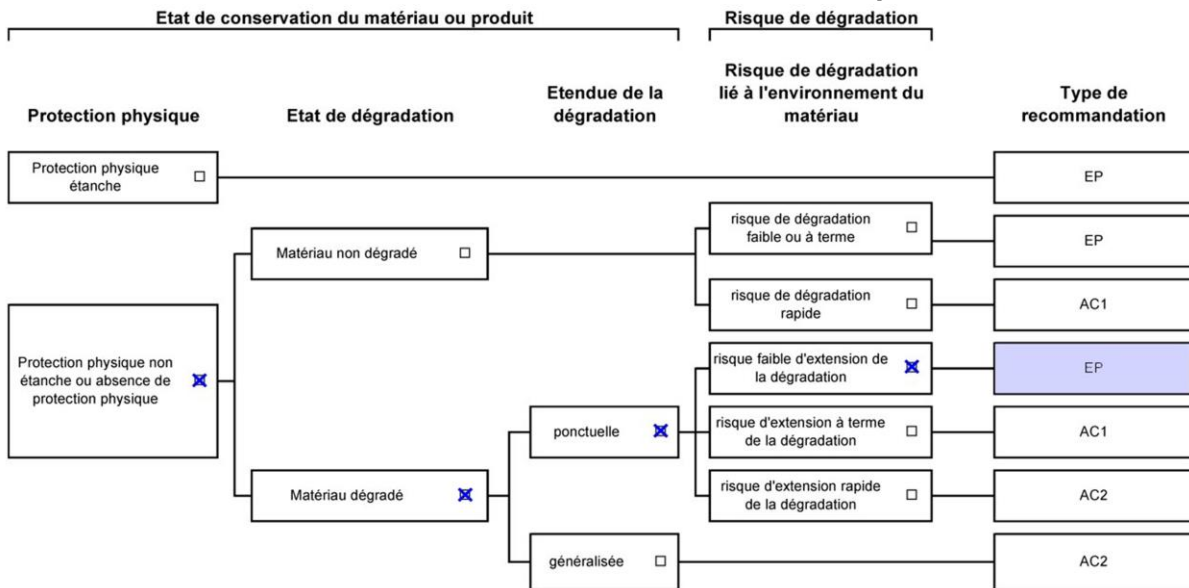 Etat de conservation du matériau ou produit
Risque de dégradation
Protection physique
Etat de dégradation
Etendue de la
dégradation
Risque de dégradation
lié à l'environnement du
matériau
Type de
recommandation
Protection physique
étanche
EP
risque de dégradation
faible ou à terme
EP
Matériau non dégradé
risque de dégradation
rapide
AC1
Protection physique non
étanche ou absence de
protection physique
risque faible d'extension de
la dégradation
EP
ponctuelle
risque d'extension à terme
de la dégradation
AC1
Matériau dégradé
risque d'extension rapide
de la dégradation
AC2
généralisée
AC2